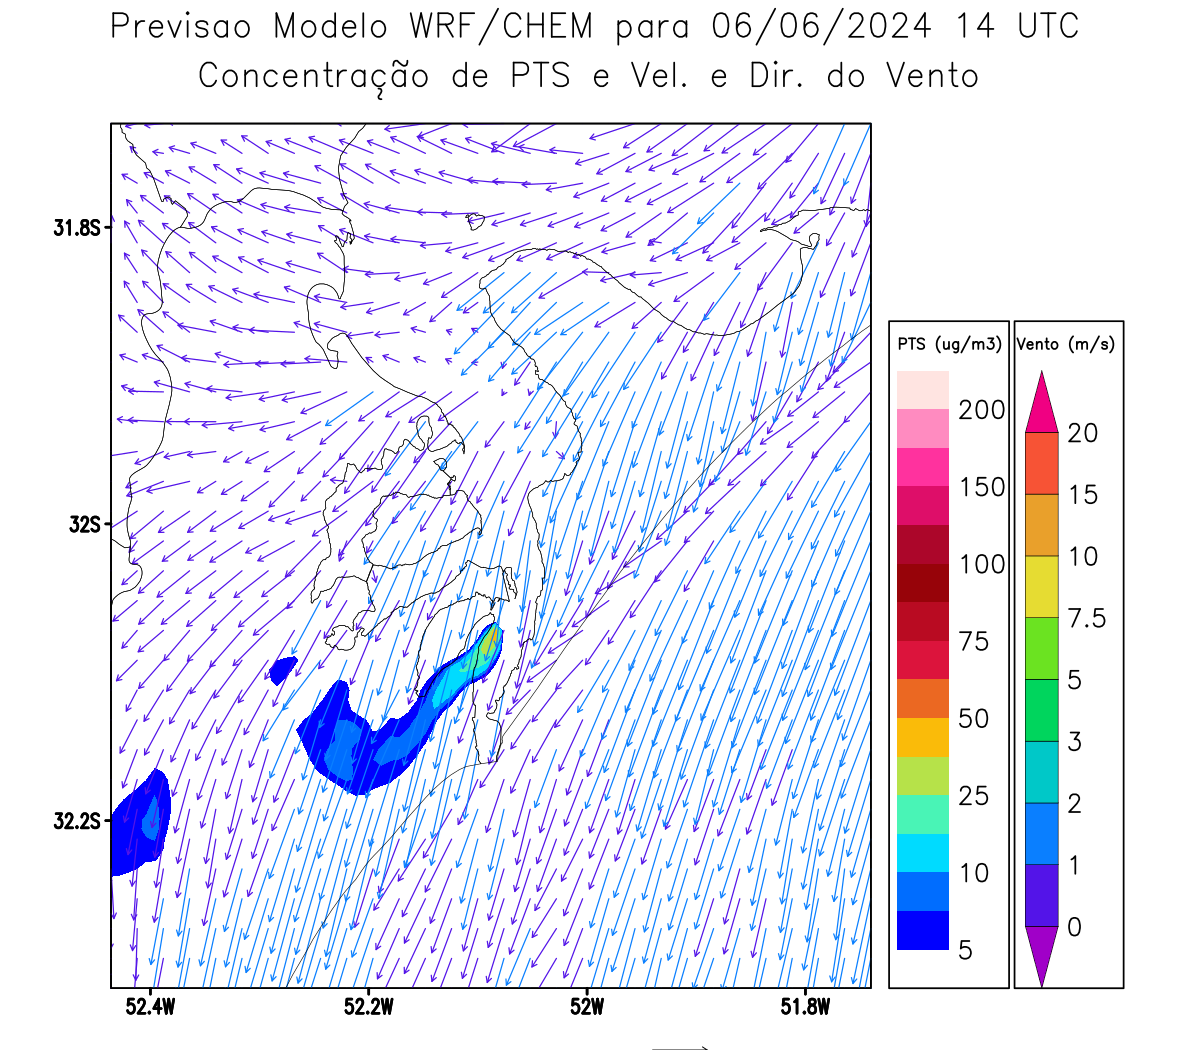 Previsao Modelo WRF/CHEM para 06/06/2024 14 UTC
Concentração de PTS e Vel. e Dir. do Vento
31.8S
32S
32.2S
52.4W 52.2W 52W 51.8W
PTS (ug/m3)
200
150
100
75
50
25
10
5
Vento (m/s)
20
15
10
7.5
5
3
2
1
0